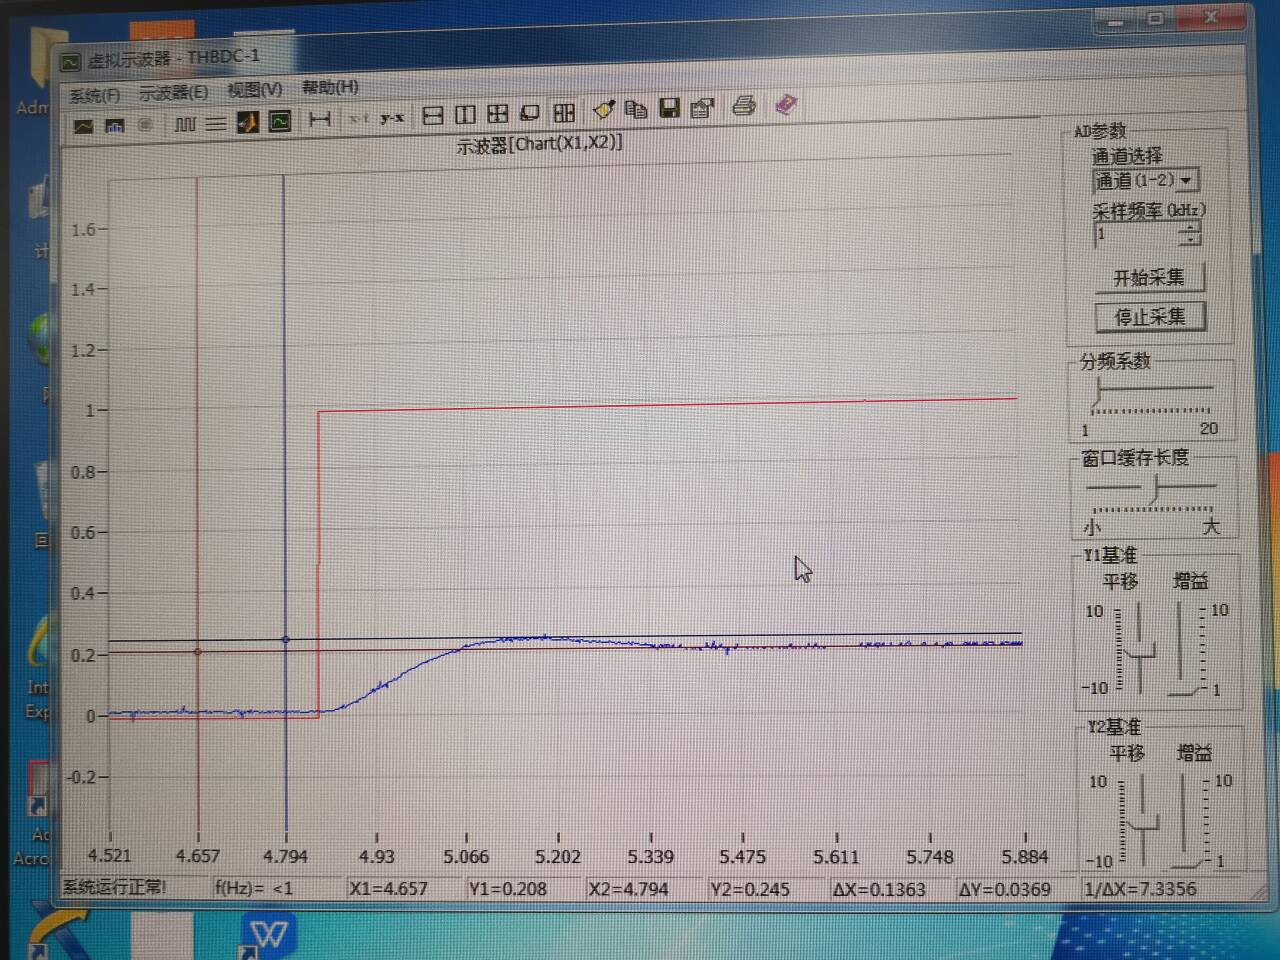 虚拟示波器 - THBDC-1
系统(F) 示波器(E) 视图(V) 帮助(H)
y-x
示波器[Chart(X1,X2)]
1.6
1.4
1.2
1
0.8
0.6
0.4
0.2
0
-0.2
4.521 4.657 4.794 4.93 5.066 5.202 5.339 5.475 5.611 5.748 5.884
系统运行正常! f(Hz)= <1 X1=4.657 Y1=0.208 X2=4.794 Y2=0.245 ΔX=0.1363 ΔY=0.0369 1/ΔX=7.3356
AD参数
通道选择
通道(1-2)
采样频率(kHz)
1
开始采集
停止采集
分频系数
1 20
窗口缓存长度
小 大
Y1基准
平移 增益
10 10
-10 1
Y2基准
平移 增益
10 10
-10 1
Adm
计
回
Int
Exp
Ac
Acro
W